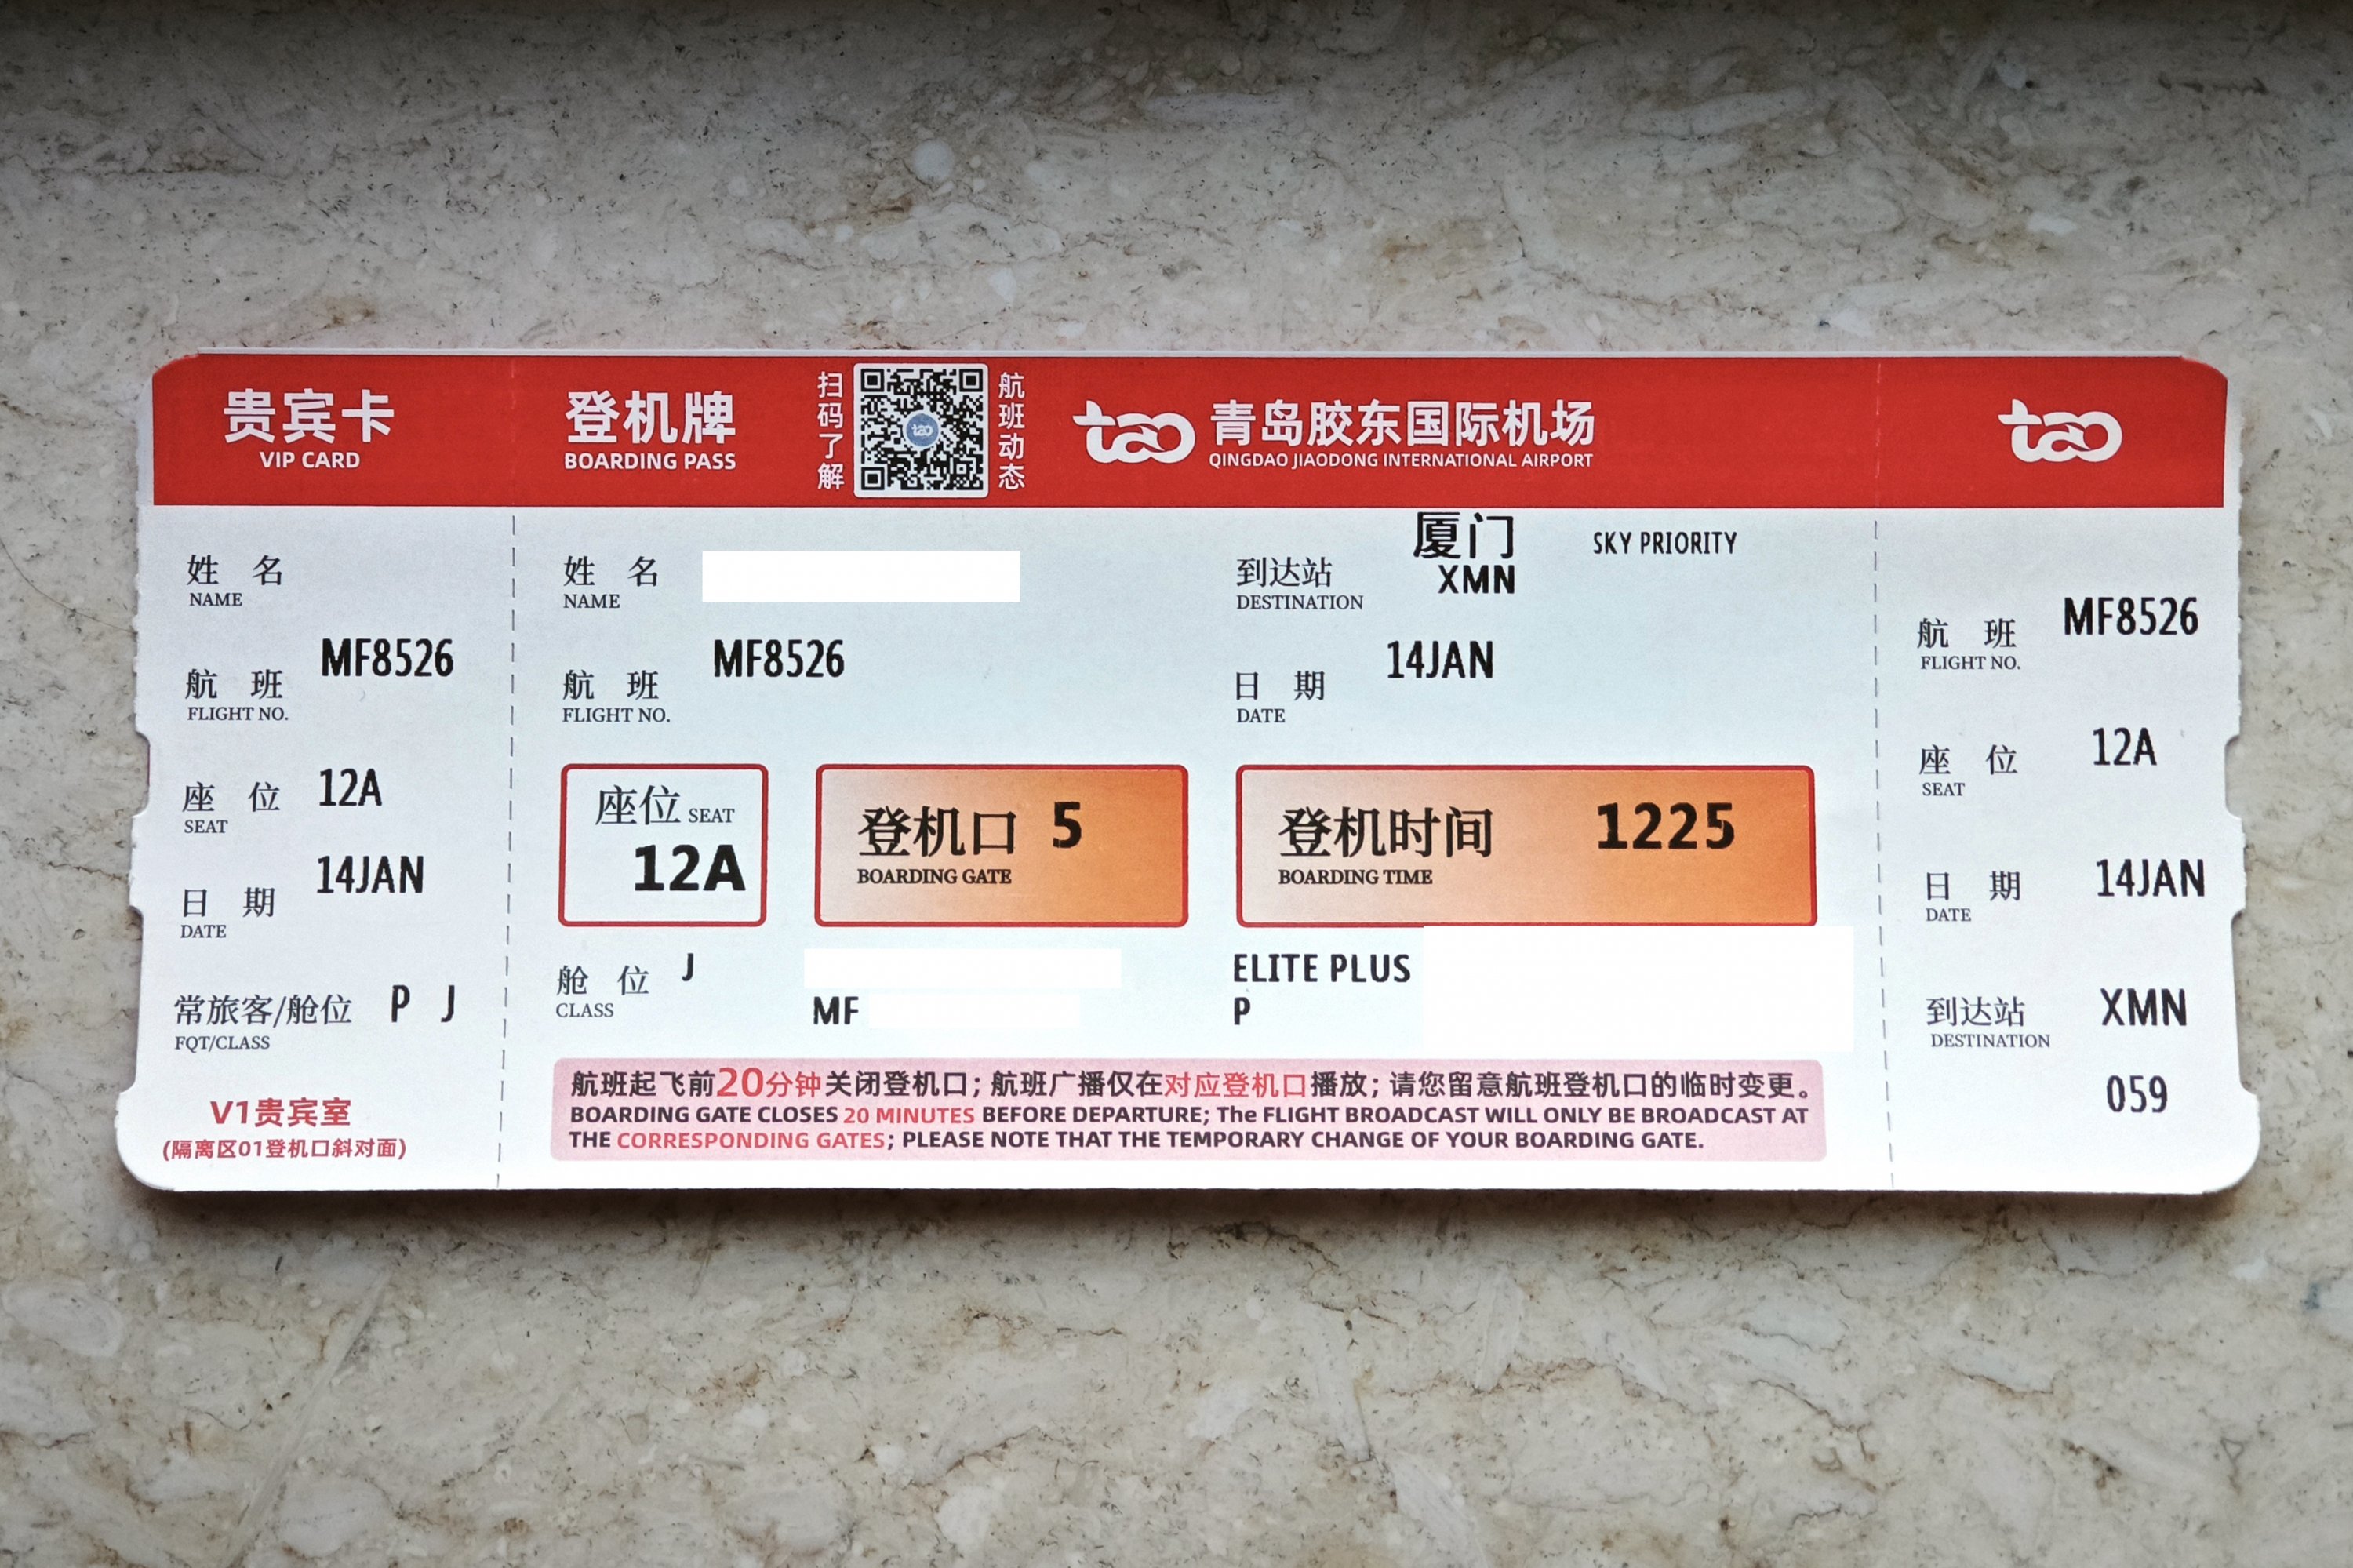 贵宾卡
VIP CARD
姓 名
NAME
航 班 MF8526
FLIGHT NO.
座 位 12A
SEAT
日 期 14JAN
DATE
常旅客/舱位 P J
FQT/CLASS
V1贵宾室
(隔离区01登机口斜对面)
登机牌
BOARDING PASS
扫码了解
tao
航班动态
tao
青岛胶东国际机场
QINGDAO JIAODONG INTERNATIONAL AIRPORT
姓 名
NAME
厦门
到达站 XMN
DESTINATION
SKY PRIORITY
航 班 MF8526
FLIGHT NO.
日 期 14JAN
DATE
座位 SEAT
12A
登机口 5
BOARDING GATE
登机时间 1225
BOARDING TIME
舱 位 J
CLASS
MF
ELITE PLUS
P
航班起飞前20分钟关闭登机口；航班广播仅在对应登机口播放；请您留意航班登机口的临时变更。
BOARDING GATE CLOSES 20 MINUTES BEFORE DEPARTURE; The FLIGHT BROADCAST WILL ONLY BE BROADCAST AT
THE CORRESPONDING GATES; PLEASE NOTE THAT THE TEMPORARY CHANGE OF YOUR BOARDING GATE.
tao
航 班 MF8526
FLIGHT NO.
座 位 12A
SEAT
日 期 14JAN
DATE
到达站 XMN
DESTINATION
059